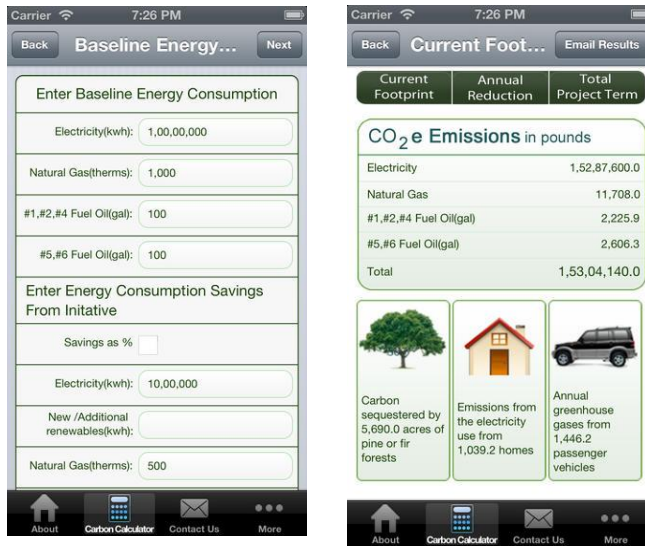 Carrier 7:26 PM
Back Baseline Energy... Next
Enter Baseline Energy Consumption
Electricity(kwh): 1,00,00,000
Natural Gas(therms): 1,000
#1,#2,#4 Fuel Oil(gal): 100
#5,#6 Fuel Oil(gal): 100
Enter Energy Consumption Savings
From Initative
Savings as %
Electricity(kwh): 10,00,000
New /Additional
renewables(kwh):
Natural Gas(therms): 500
About Carbon Calculator Contact Us More
Carrier 7:26 PM
Back Current Foot... Email Results
Current
Footprint
Annual
Reduction
Total
Project Term
CO2e Emissions in pounds
Electricity 1,52,87,600.0
Natural Gas 11,708.0
#1,#2,#4 Fuel Oil(gal) 2,225.9
#5,#6 Fuel Oil(gal) 2,606.3
Total 1,53,04,140.0
Carbon
sequestered by
5,690.0 acres of
pine or fir
forests
Emissions from
the electricity
use from
1,039.2 homes
Annual
greenhouse
gases from
1,446.2
passenger
vehicles
About Carbon Calculator Contact Us More